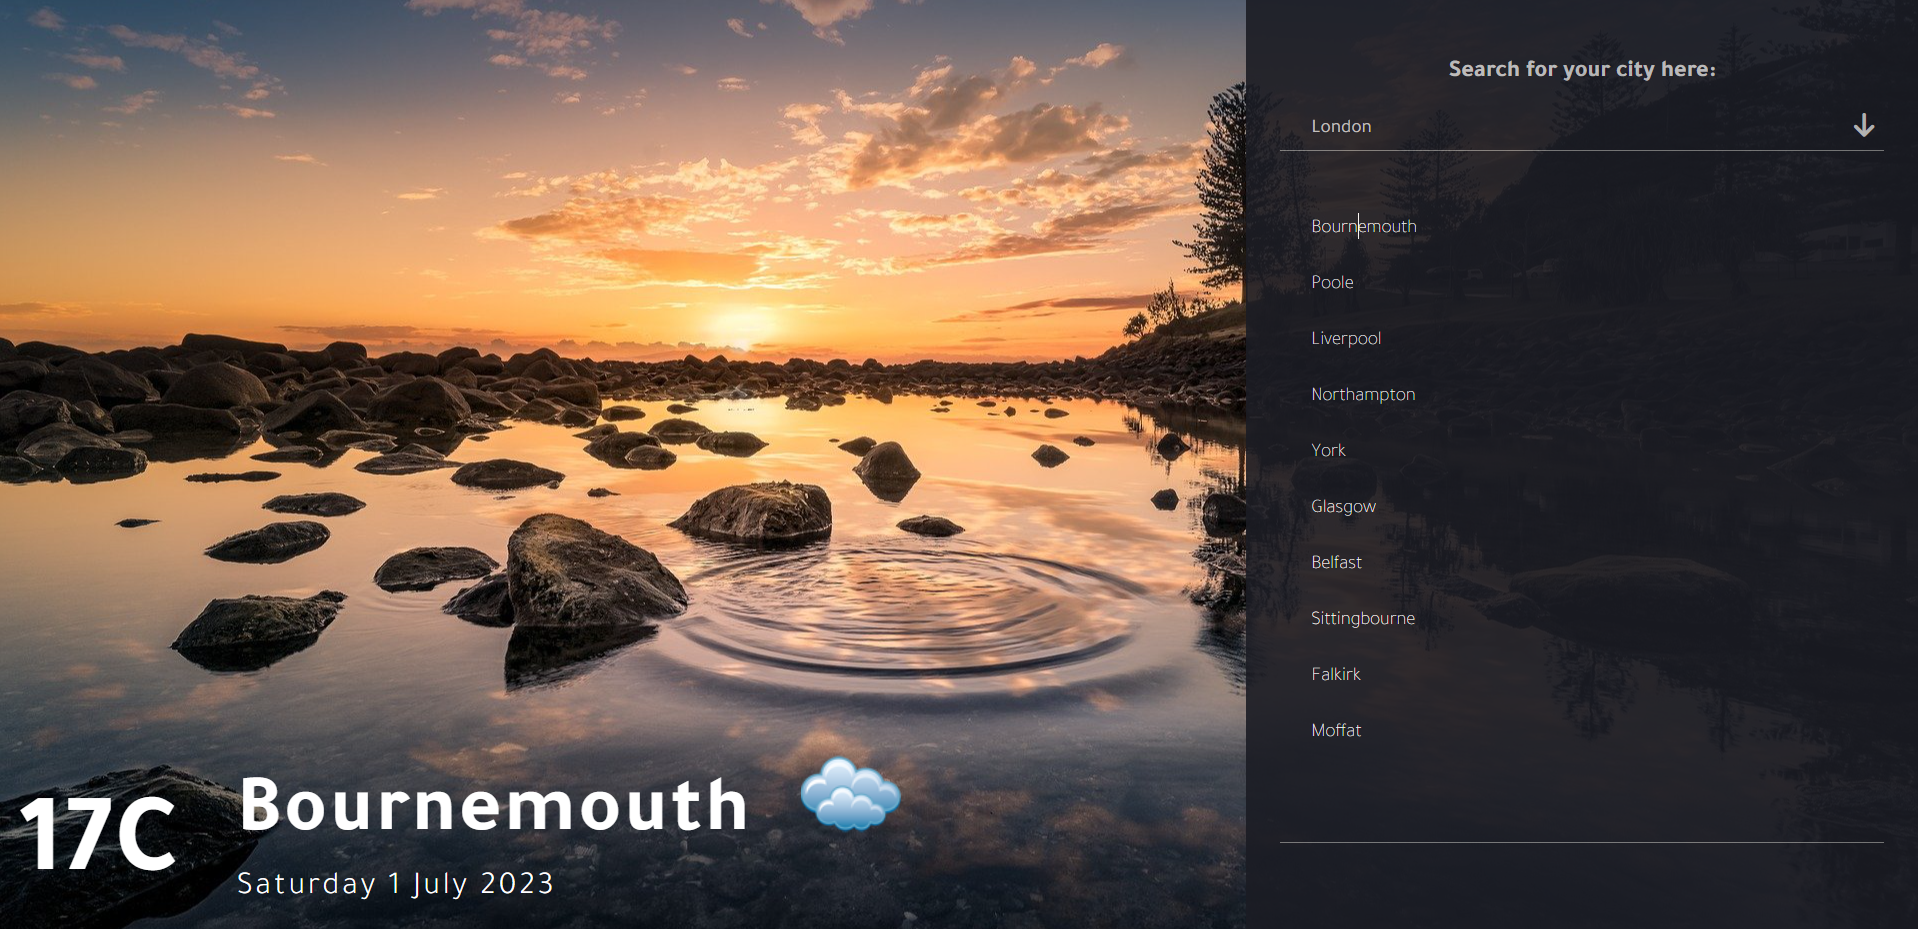 Search for your city here:
London
Bournemouth
Poole
Liverpool
Northampton
York
Glasgow
Belfast
Sittingbourne
Falkirk
Moffat
17C
Bournemouth
Saturday 1 July 2023